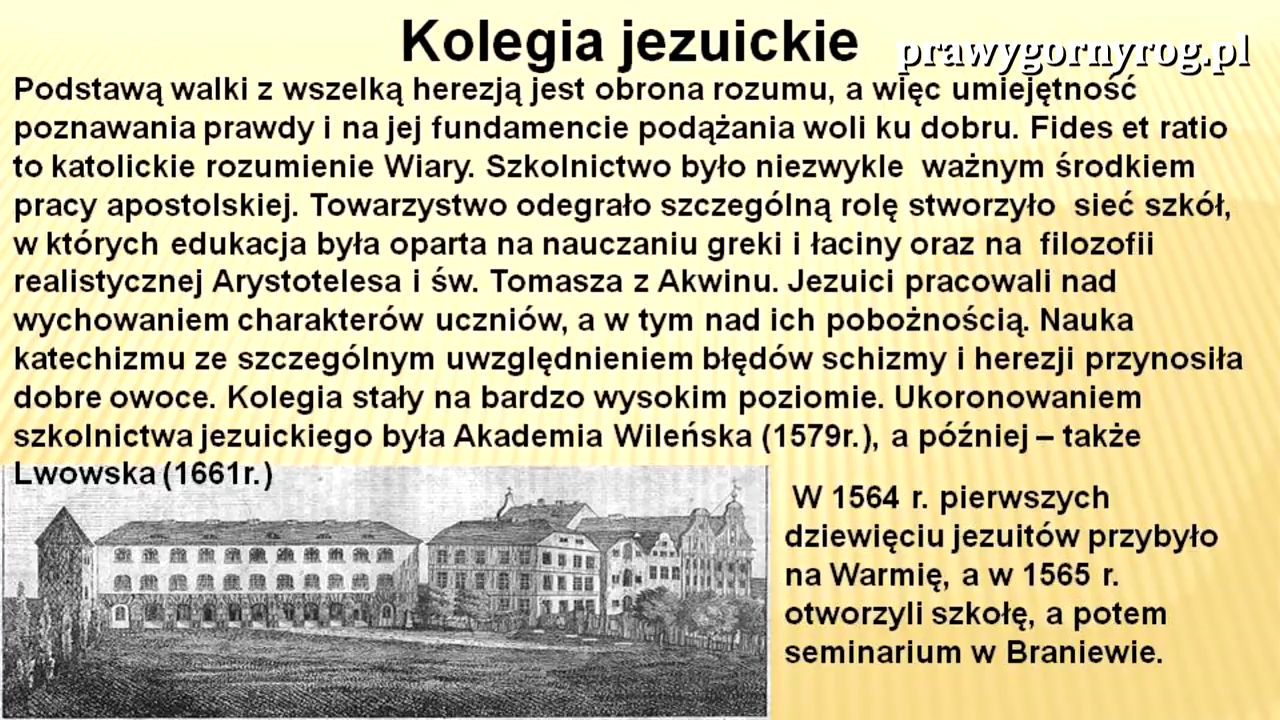 Kolegia jezuickie
prawygornyrog.pl
Podstawą walki z wszelką herezją jest obrona rozumu, a więc umiejętność
poznawania prawdy i na jej fundamencie podążania woli ku dobru. Fides et ratio
to katolickie rozumienie Wiary. Szkolnictwo było niezwykle ważnym środkiem
pracy apostolskiej. Towarzystwo odegrało szczególną rolę stworzyło sieć szkół,
w których edukacja była oparta na nauczaniu greki i łaciny oraz na filozofii
realistycznej Arystotelesa i św. Tomasza z Akwinu. Jezuici pracowali nad
wychowaniem charakterów uczniów, a w tym nad ich pobożnością. Nauka
katechizmu ze szczególnym uwzględnieniem błędów schizmy i herezji przynosiła
dobre owoce. Kolegia stały na bardzo wysokim poziomie. Ukoronowaniem
szkolnictwa jezuickiego była Akademia Wileńska (1579r.), a później – także
Lwowska (1661r.)
W 1564 r. pierwszych
dziewięciu jezuitów przybyło
na Warmię, a w 1565 r.
otworzyli szkołę, a potem
seminarium w Braniewie.